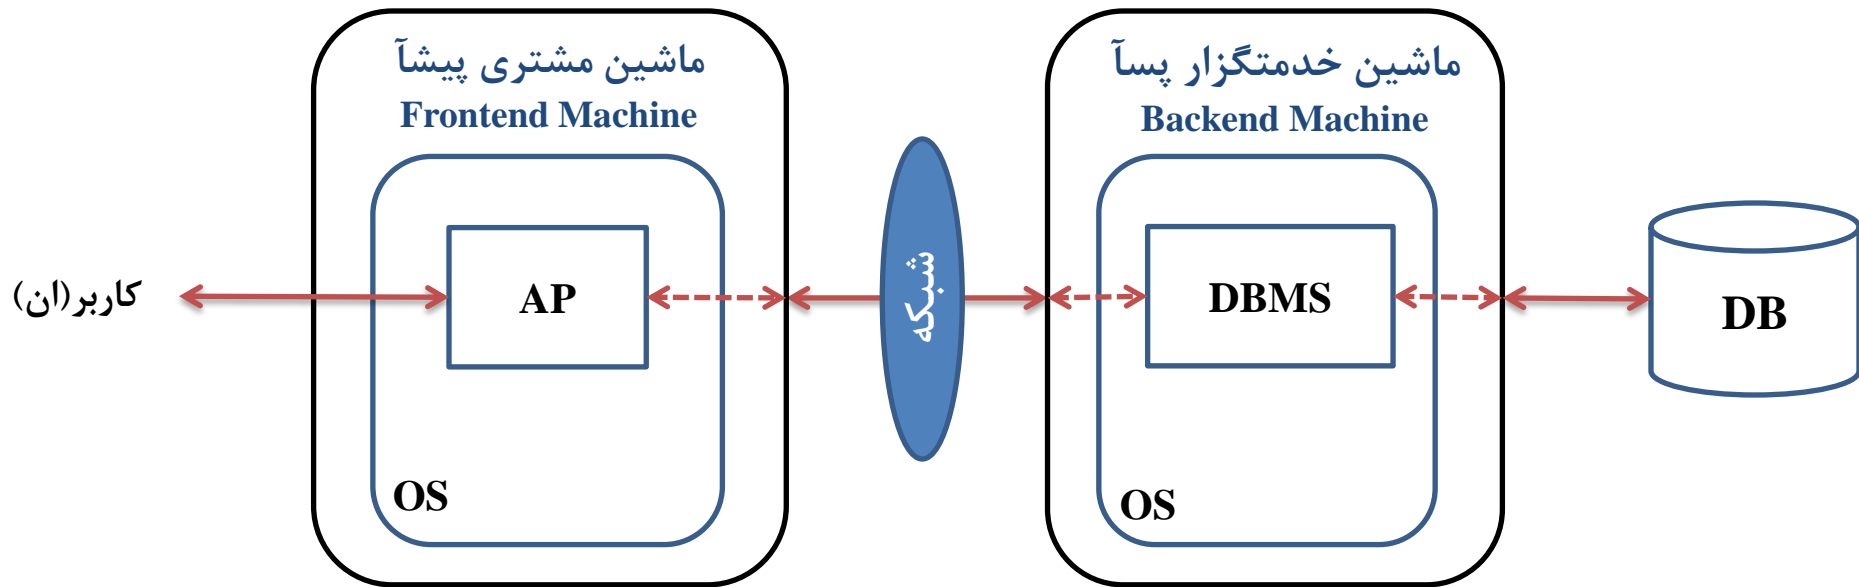 ماشین مشتری پیشآ
Frontend Machine
ماشین خدمتگزار پسآ
Backend Machine
کاربر(ان)
AP
شبکه
DBMS
DB
OS
OS